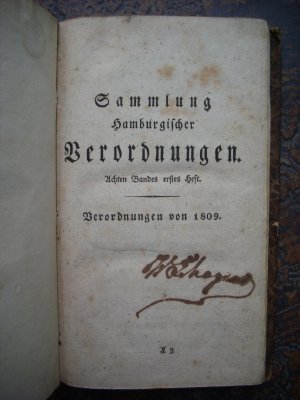 Sammlung
Hamburgischer
Verordnungen.
Achten Bandes erstes Heft.
Verordnungen von 1809.
A 2